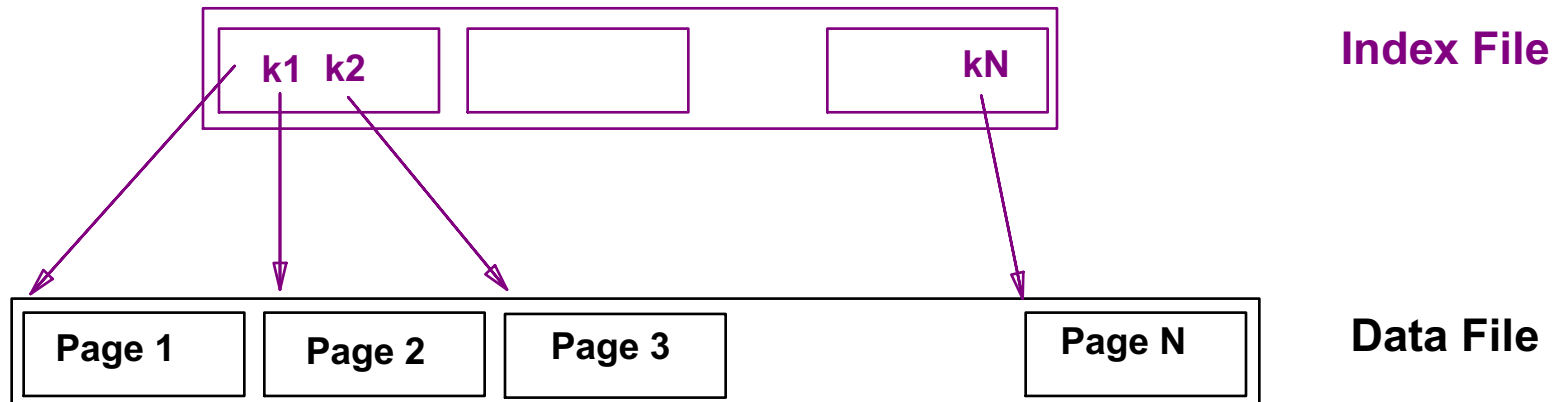 k1 k2 kN
Index File
Page 1 Page 2 Page 3 Page N
Data File